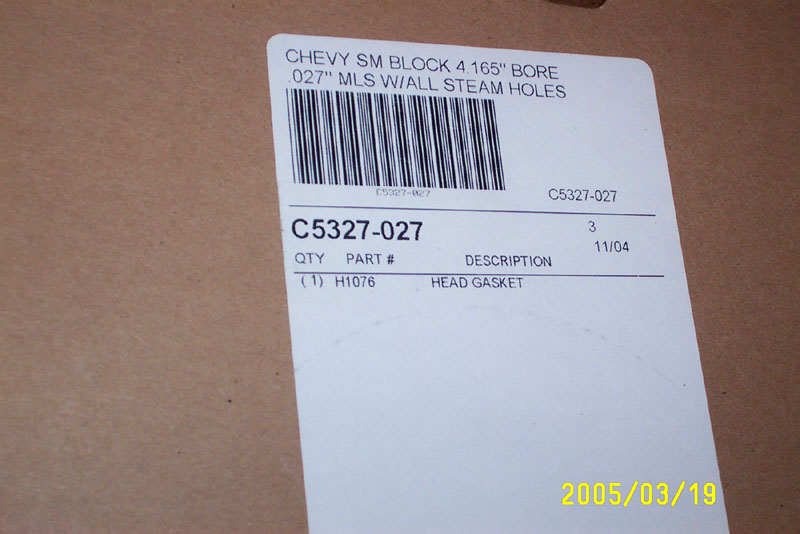 CHEVY SM BLOCK 4.165" BORE
.027" MLS W/ALL STEAM HOLES
C5327-027
C5327-027
C5327-027
3
11/04
QTY PART # DESCRIPTION
(1) H1076 HEAD GASKET
2005/03/19